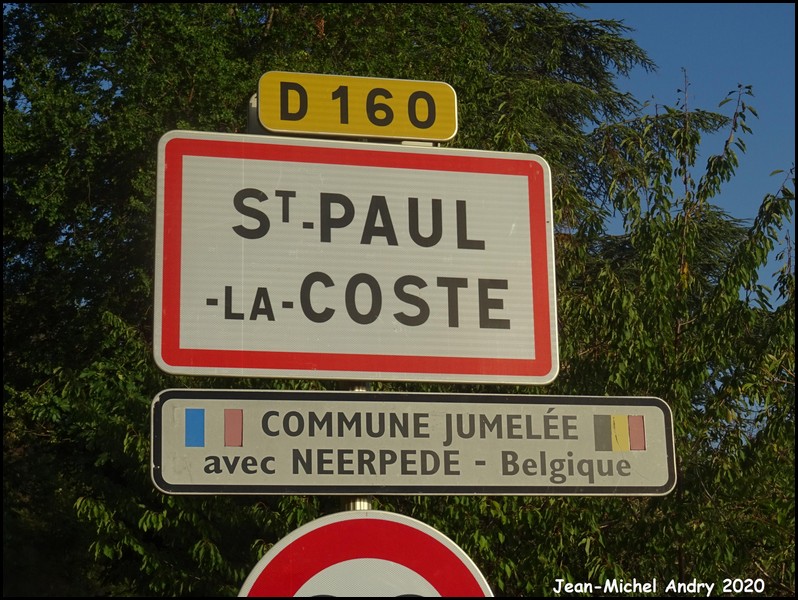 D 160
ST-PAUL
-LA-COSTE
COMMUNE JUMELÉE
avec NEERPEDE - Belgique
Jean-Michel Andry 2020